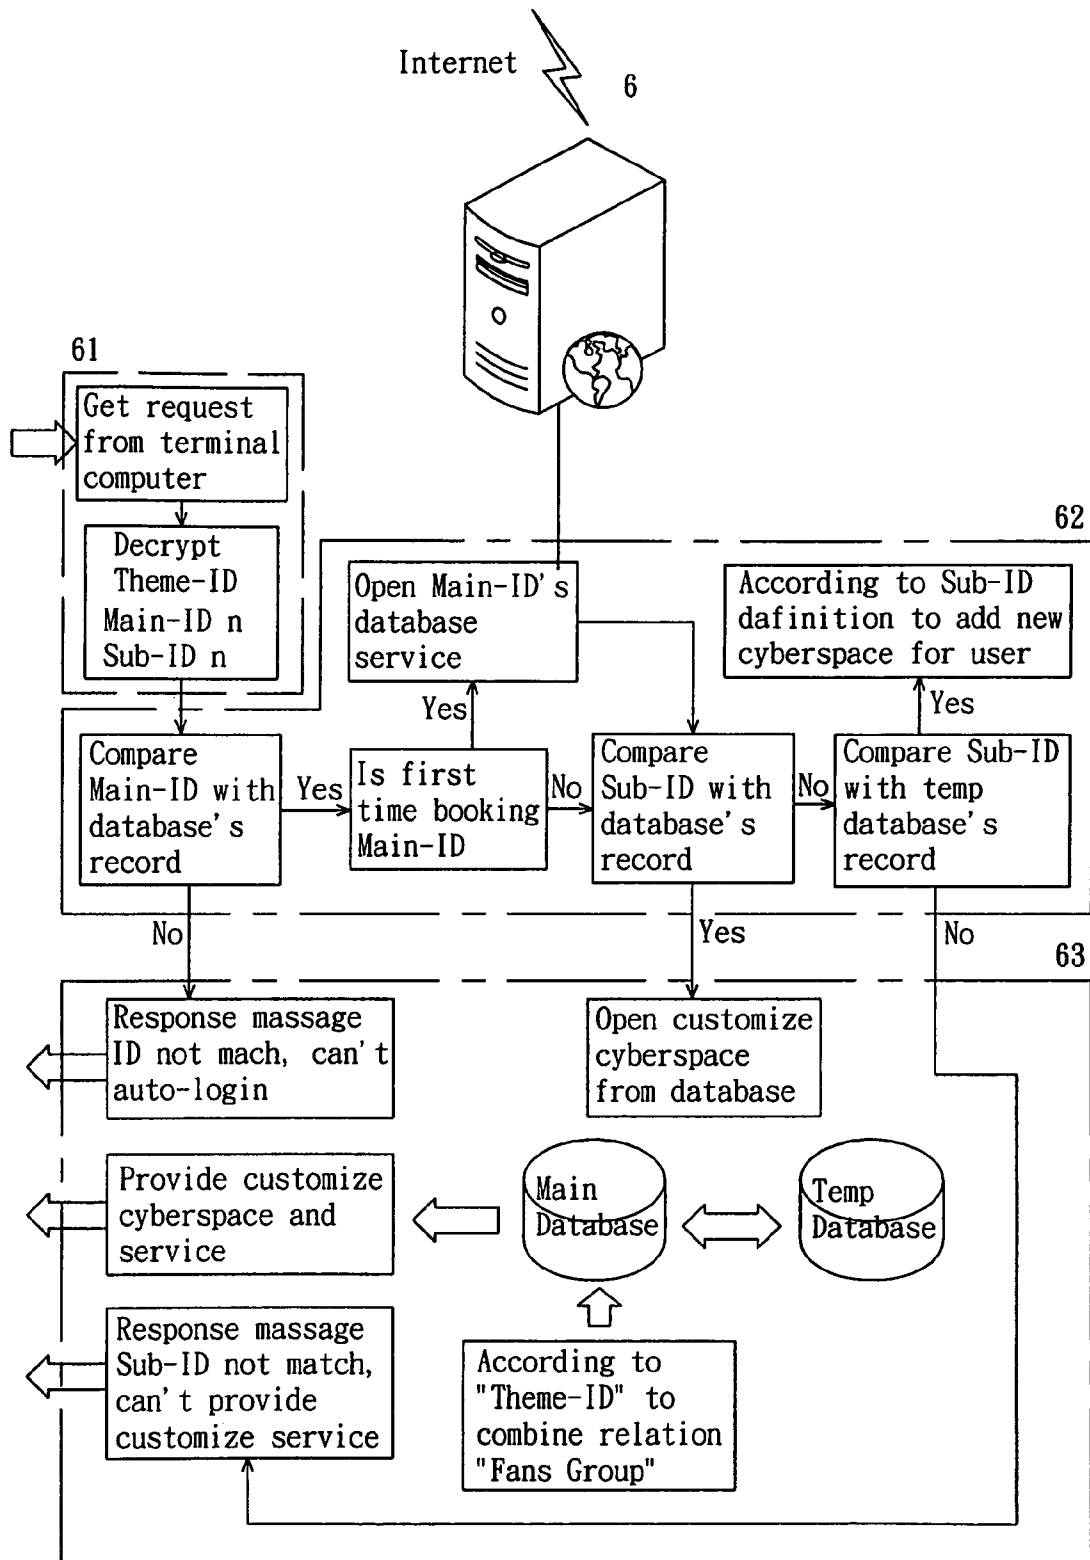 Internet
6
61
Get request
from terminal
computer
Decrypt
Theme-ID
Main-ID n
Sub-ID n
62
Open Main-ID's
database
service
According to Sub-ID
dafinition to add new
cyberspace for user
Yes
Yes
Compare
Main-ID with
database's
record
Yes
Is first
time booking
Main-ID
No
Compare
Sub-ID with
database's
record
No
Compare Sub-ID
with temp
database's
record
No
Yes
No
63
Response massage
ID not mach, can't
auto-login
Open customize
cyberspace
from database
Provide customize
cyberspace and
service
Main
Database
Temp
Database
Response massage
Sub-ID not match,
can't provide
customize service
According to
"Theme-ID" to
combine relation
"Fans Group"